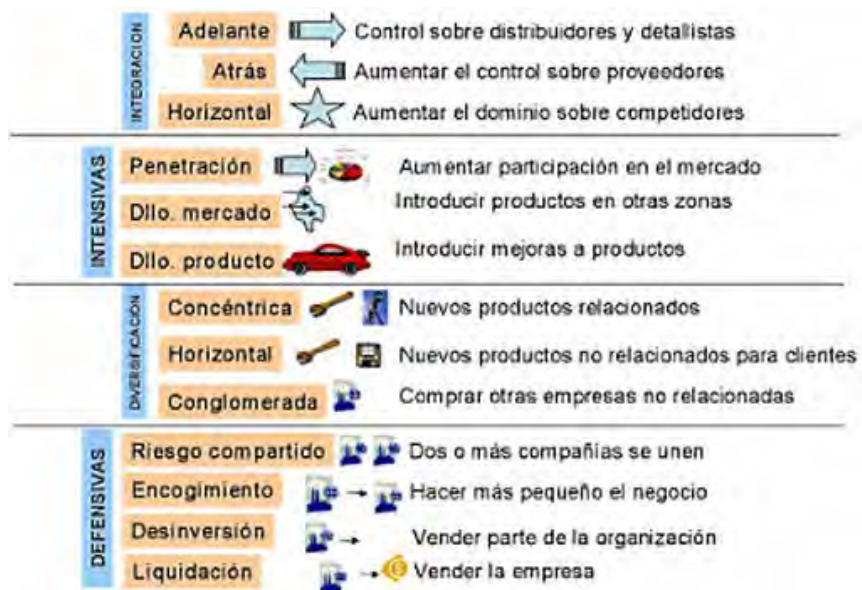 INTEGRACION
Adelante Control sobre distribuidores y detallistas
Atrás Aumentar el control sobre proveedores
Horizontal Aumentar el dominio sobre competidores
INTENSIVAS
Penetración Aumentar participación en el mercado
Dllo. mercado Introducir productos en otras zonas
Dllo. producto Introducir mejoras a productos
DIVERSIFICACION
Concéntrica Nuevos productos relacionados
Horizontal Nuevos productos no relacionados para clientes
Conglomerada Comprar otras empresas no relacionadas
DEFENSIVAS
Riesgo compartido Dos o más compañías se unen
Encogimiento Hacer más pequeño el negocio
Desinversión Vender parte de la organización
Liquidación Vender la empresa